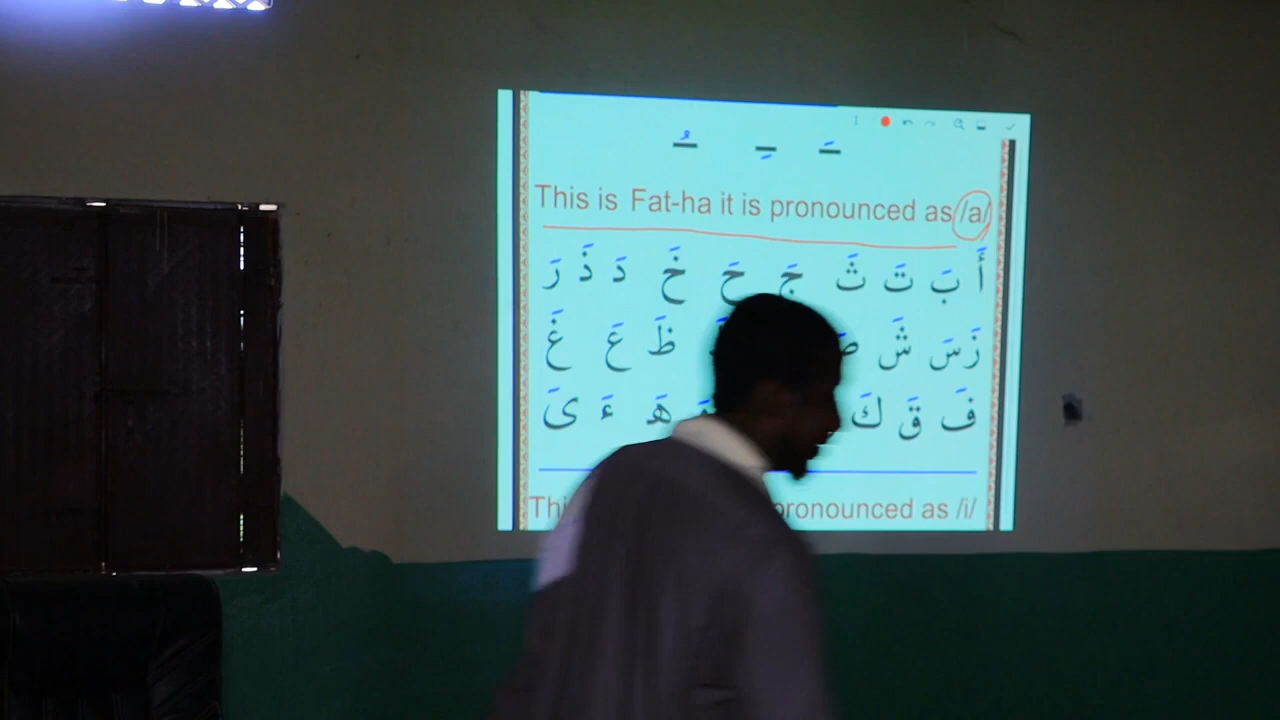 This is Fat-ha it is pronounced as /a/
أَ بَ تَ ثَ جَ حَ خَ دَ ذَ رَ
زَ سَ شَ ظَ عَ غَ
فَ قَ كَ هَ ءَ ىَ
pronounced as /i/